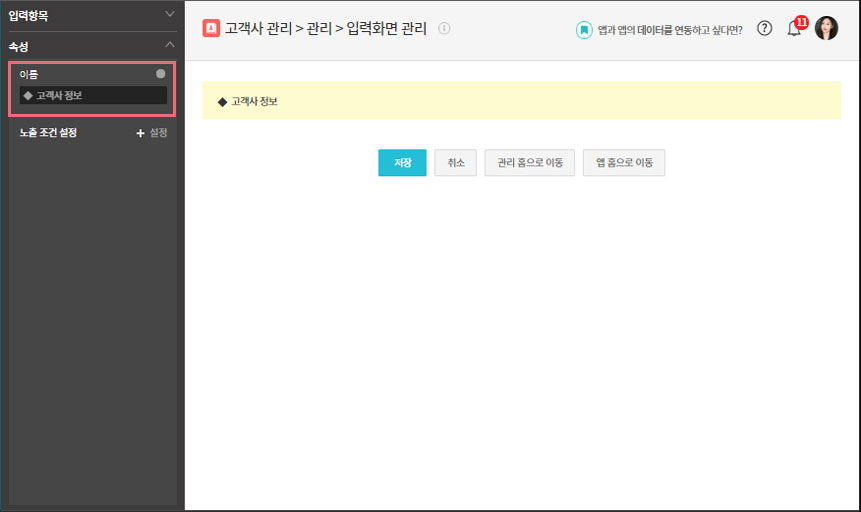 입력항목
속성
이름
◆ 고객사 정보
노출 조건 설정 + 설정
고객사 관리 > 관리 > 입력화면 관리
앱과 앱의 데이터를 연동하고 싶다면?
11
◆ 고객사 정보
저장 취소 관리 홈으로 이동 앱 홈으로 이동